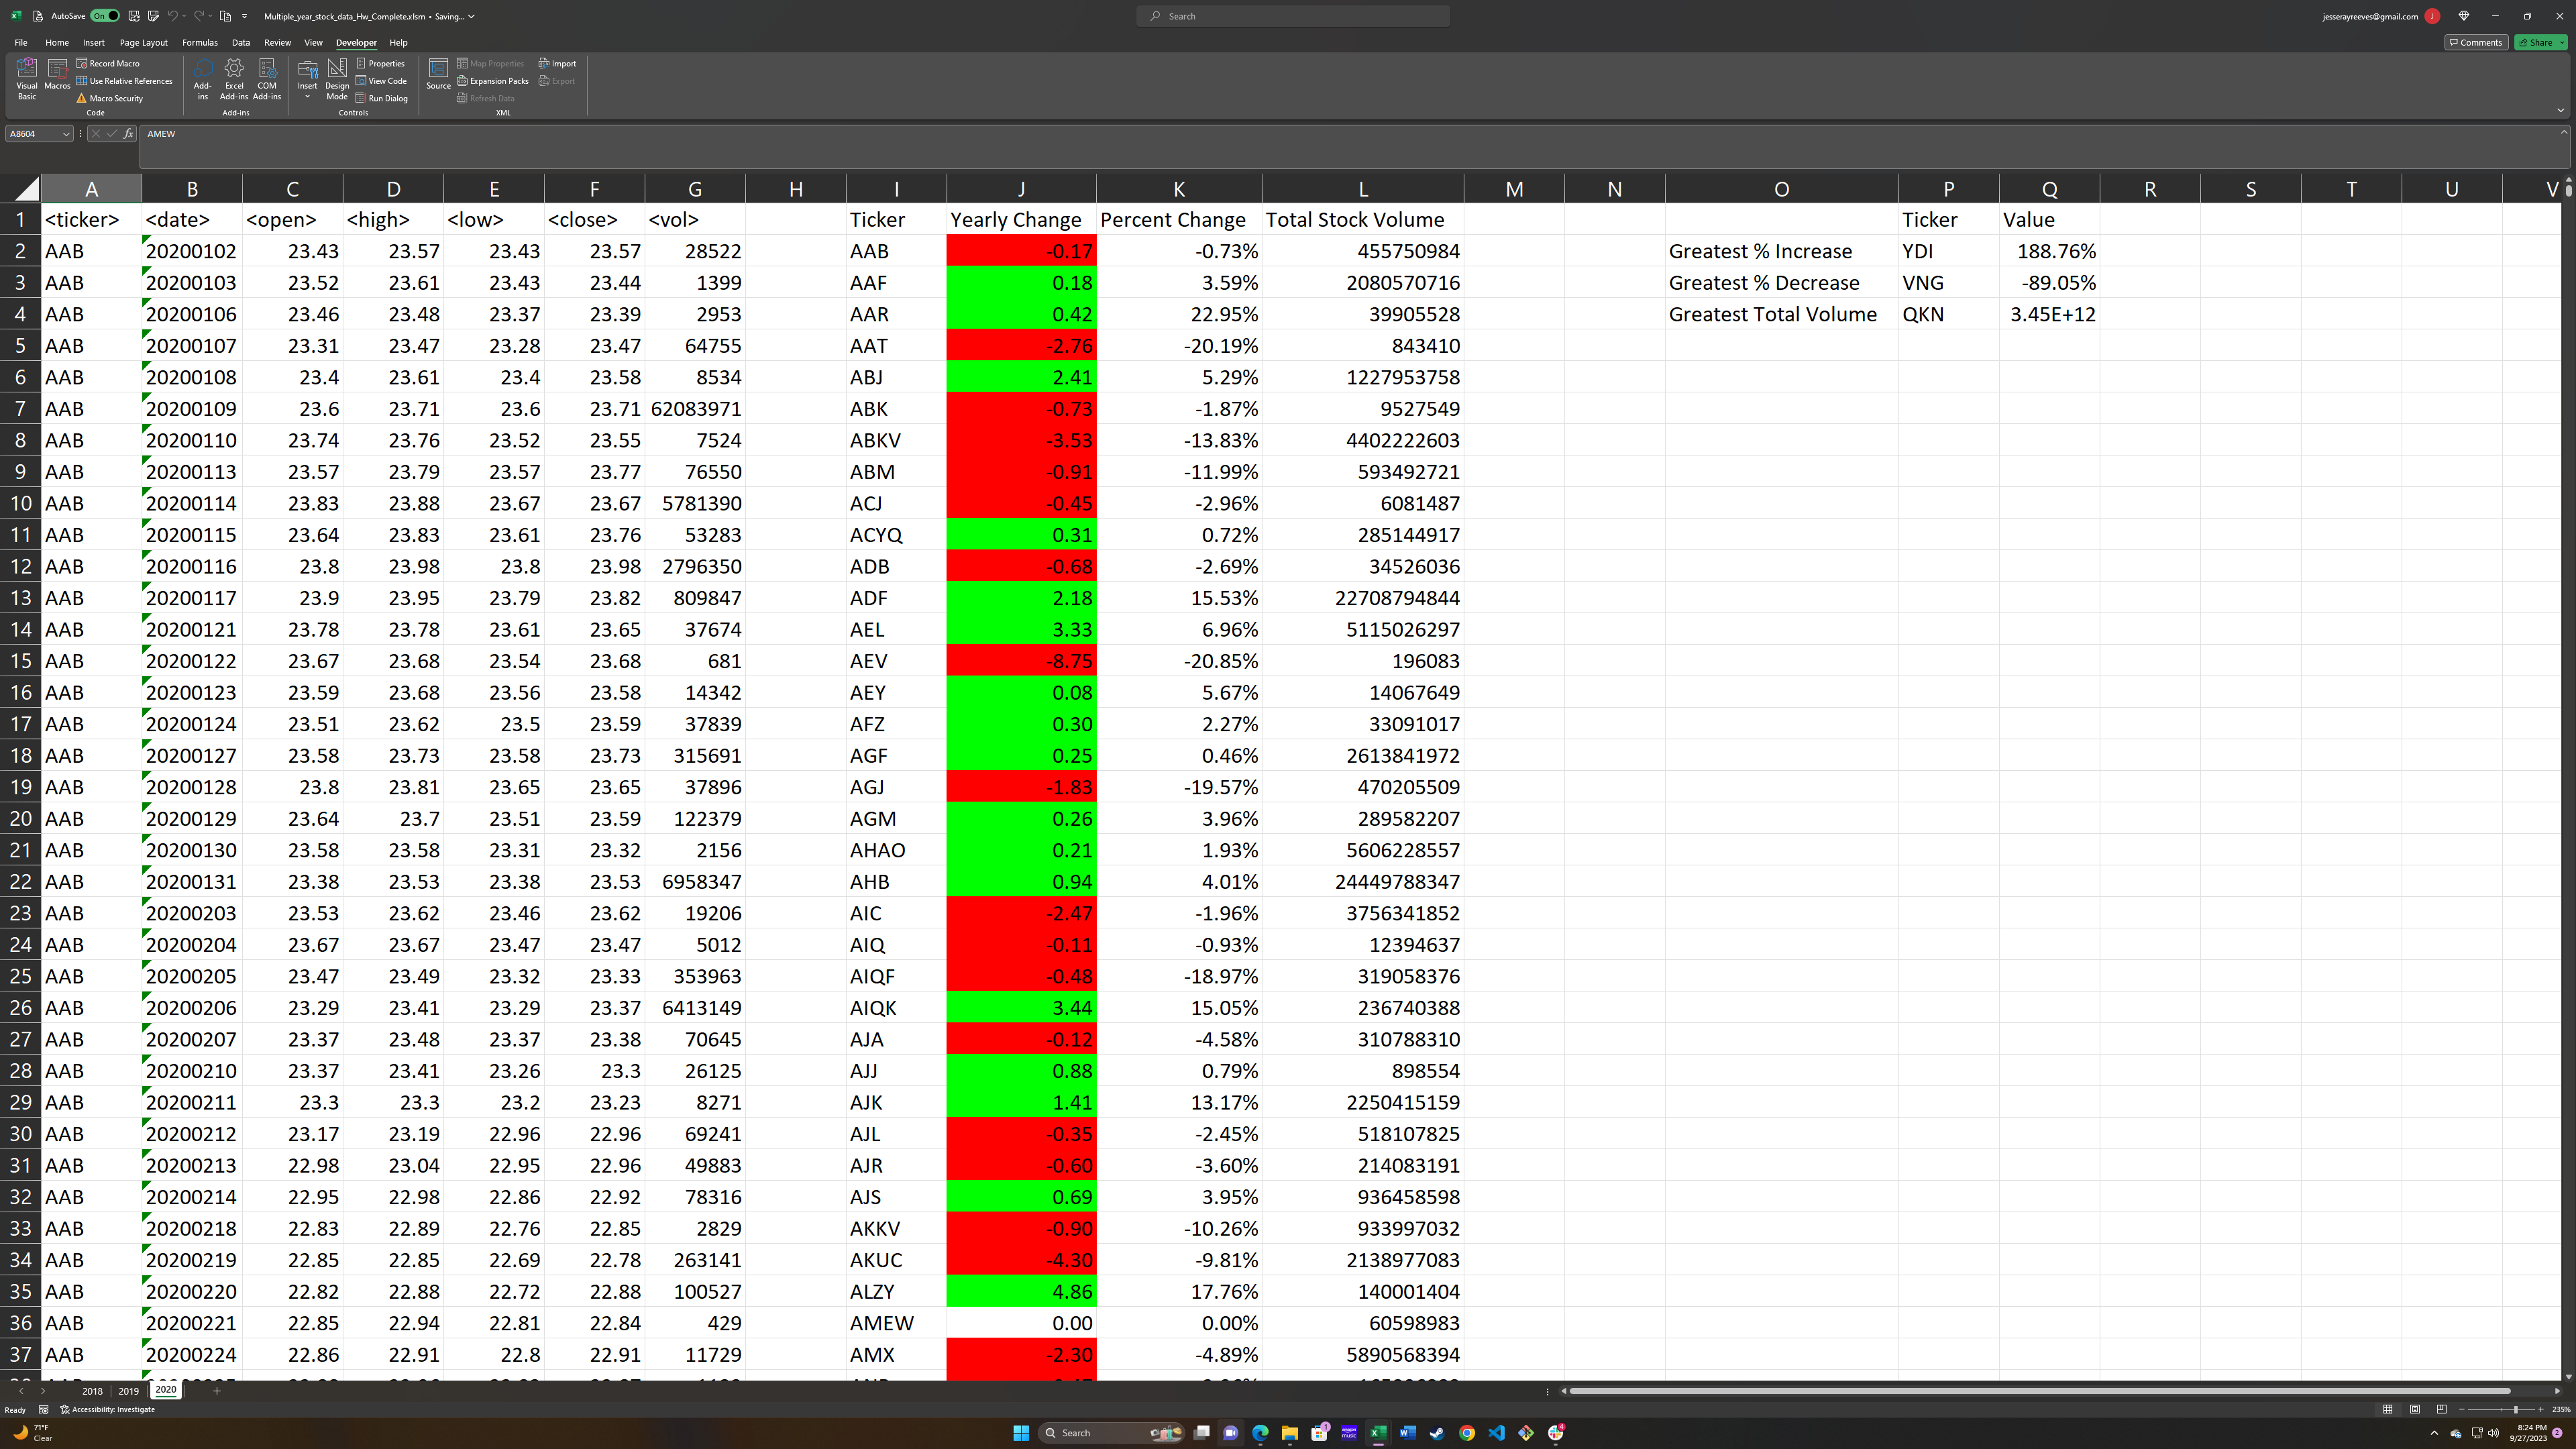 AutoSave On Multiple_year_stock_data_Hw_Complete.xlsm • Saving... Search jesserayreeves@gmail.com J
File Home Insert Page Layout Formulas Data Review View Developer Help Comments Share
Visual Basic Macros Record Macro Use Relative References Macro Security Code
Add-ins Excel Add-ins COM Add-ins Add-ins
Insert Design Mode Properties View Code Run Dialog Controls
Source Map Properties Expansion Packs Refresh Data Import Export XML
A8604 fx AMEW
A B C D E F G H I J K L M N O P Q R S T U V
1 <ticker> <date> <open> <high> <low> <close> <vol> Ticker Yearly Change Percent Change Total Stock Volume Ticker Value
2 AAB 20200102 23.43 23.57 23.43 23.57 28522 AAB -0.17 -0.73% 455750984 Greatest % Increase YDI 188.76%
3 AAB 20200103 23.52 23.61 23.43 23.44 1399 AAF 0.18 3.59% 2080570716 Greatest % Decrease VNG -89.05%
4 AAB 20200106 23.46 23.48 23.37 23.39 2953 AAR 0.42 22.95% 39905528 Greatest Total Volume QKN 3.45E+12
5 AAB 20200107 23.31 23.47 23.28 23.47 64755 AAT -2.76 -20.19% 843410
6 AAB 20200108 23.4 23.61 23.4 23.58 8534 ABJ 2.41 5.29% 1227953758
7 AAB 20200109 23.6 23.71 23.6 23.71 62083971 ABK -0.73 -1.87% 9527549
8 AAB 20200110 23.74 23.76 23.52 23.55 7524 ABKV -3.53 -13.83% 4402222603
9 AAB 20200113 23.57 23.79 23.57 23.77 76550 ABM -0.91 -11.99% 593492721
10 AAB 20200114 23.83 23.88 23.67 23.67 5781390 ACJ -0.45 -2.96% 6081487
11 AAB 20200115 23.64 23.83 23.61 23.76 53283 ACYQ 0.31 0.72% 285144917
12 AAB 20200116 23.8 23.98 23.8 23.98 2796350 ADB -0.68 -2.69% 34526036
13 AAB 20200117 23.9 23.95 23.79 23.82 809847 ADF 2.18 15.53% 22708794844
14 AAB 20200121 23.78 23.78 23.61 23.65 37674 AEL 3.33 6.96% 5115026297
15 AAB 20200122 23.67 23.68 23.54 23.68 681 AEV -8.75 -20.85% 196083
16 AAB 20200123 23.59 23.68 23.56 23.58 14342 AEY 0.08 5.67% 14067649
17 AAB 20200124 23.51 23.62 23.5 23.59 37839 AFZ 0.30 2.27% 33091017
18 AAB 20200127 23.58 23.73 23.58 23.73 315691 AGF 0.25 0.46% 2613841972
19 AAB 20200128 23.8 23.81 23.65 23.65 37896 AGJ -1.83 -19.57% 470205509
20 AAB 20200129 23.64 23.7 23.51 23.59 122379 AGM 0.26 3.96% 289582207
21 AAB 20200130 23.58 23.58 23.31 23.32 2156 AHAO 0.21 1.93% 5606228557
22 AAB 20200131 23.38 23.53 23.38 23.53 6958347 AHB 0.94 4.01% 24449788347
23 AAB 20200203 23.53 23.62 23.46 23.62 19206 AIC -2.47 -1.96% 3756341852
24 AAB 20200204 23.67 23.67 23.47 23.47 5012 AIQ -0.11 -0.93% 12394637
25 AAB 20200205 23.47 23.49 23.32 23.33 353963 AIQF -0.48 -18.97% 319058376
26 AAB 20200206 23.29 23.41 23.29 23.37 6413149 AIQK 3.44 15.05% 236740388
27 AAB 20200207 23.37 23.48 23.37 23.38 70645 AJA -0.12 -4.58% 310788310
28 AAB 20200210 23.37 23.41 23.26 23.3 26125 AJJ 0.88 0.79% 898554
29 AAB 20200211 23.3 23.3 23.2 23.23 8271 AJK 1.41 13.17% 2250415159
30 AAB 20200212 23.17 23.19 22.96 22.96 69241 AJL -0.35 -2.45% 518107825
31 AAB 20200213 22.98 23.04 22.95 22.96 49883 AJR -0.60 -3.60% 214083191
32 AAB 20200214 22.95 22.98 22.86 22.92 78316 AJS 0.69 3.95% 936458598
33 AAB 20200218 22.83 22.89 22.76 22.85 2829 AKKV -0.90 -10.26% 933997032
34 AAB 20200219 22.85 22.85 22.69 22.78 263141 AKUC -4.30 -9.81% 2138977083
35 AAB 20200220 22.82 22.88 22.72 22.88 100527 ALZY 4.86 17.76% 140001404
36 AAB 20200221 22.85 22.94 22.81 22.84 429 AMEW 0.00 0.00% 60598983
37 AAB 20200224 22.86 22.91 22.8 22.91 11729 AMX -2.30 -4.89% 5890568394
2018 2019 2020
Ready Accessibility: Investigate 235%
71°F
Clear
Search
8:24 PM
9/27/2023